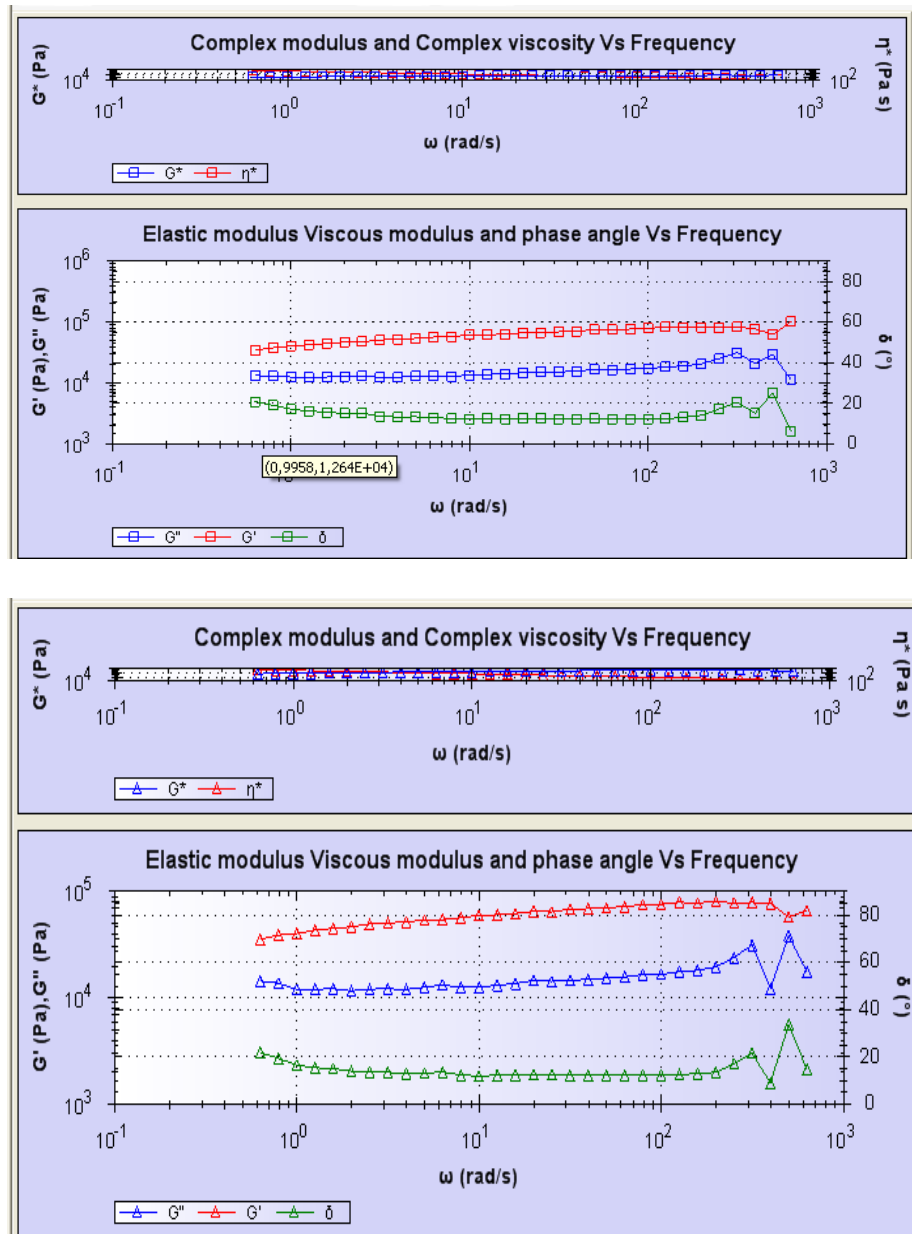 Complex modulus and Complex viscosity Vs Frequency
G* (Pa)
10^4
10^2
η* (Pa s)
10^-1 10^0 10^1 10^2 10^3
ω (rad/s)
G* η*
Elastic modulus Viscous modulus and phase angle Vs Frequency
G' (Pa),G" (Pa)
10^6
10^5
10^4
10^3
80
60
40
20
0
δ (°)
10^-1 10^0 10^1 10^2 10^3
(0,9958,1,264E+04)
ω (rad/s)
G" G' δ
Complex modulus and Complex viscosity Vs Frequency
G* (Pa)
10^4
10^2
η* (Pa s)
10^-1 10^0 10^1 10^2 10^3
ω (rad/s)
G* η*
Elastic modulus Viscous modulus and phase angle Vs Frequency
G' (Pa),G" (Pa)
10^5
10^4
10^3
80
60
40
20
0
δ (°)
10^-1 10^0 10^1 10^2 10^3
ω (rad/s)
G" G' δ